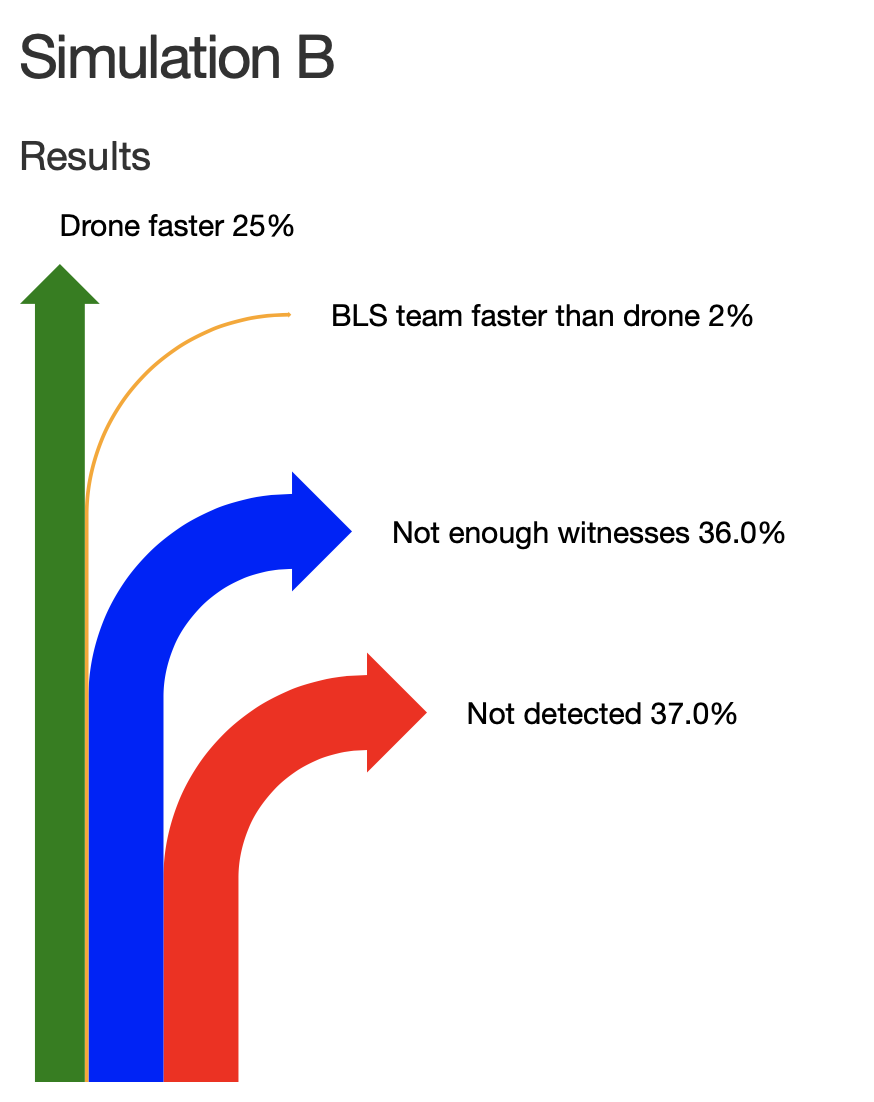 Simulation B
Results
Drone faster 25%
BLS team faster than drone 2%
Not enough witnesses 36.0%
Not detected 37.0%